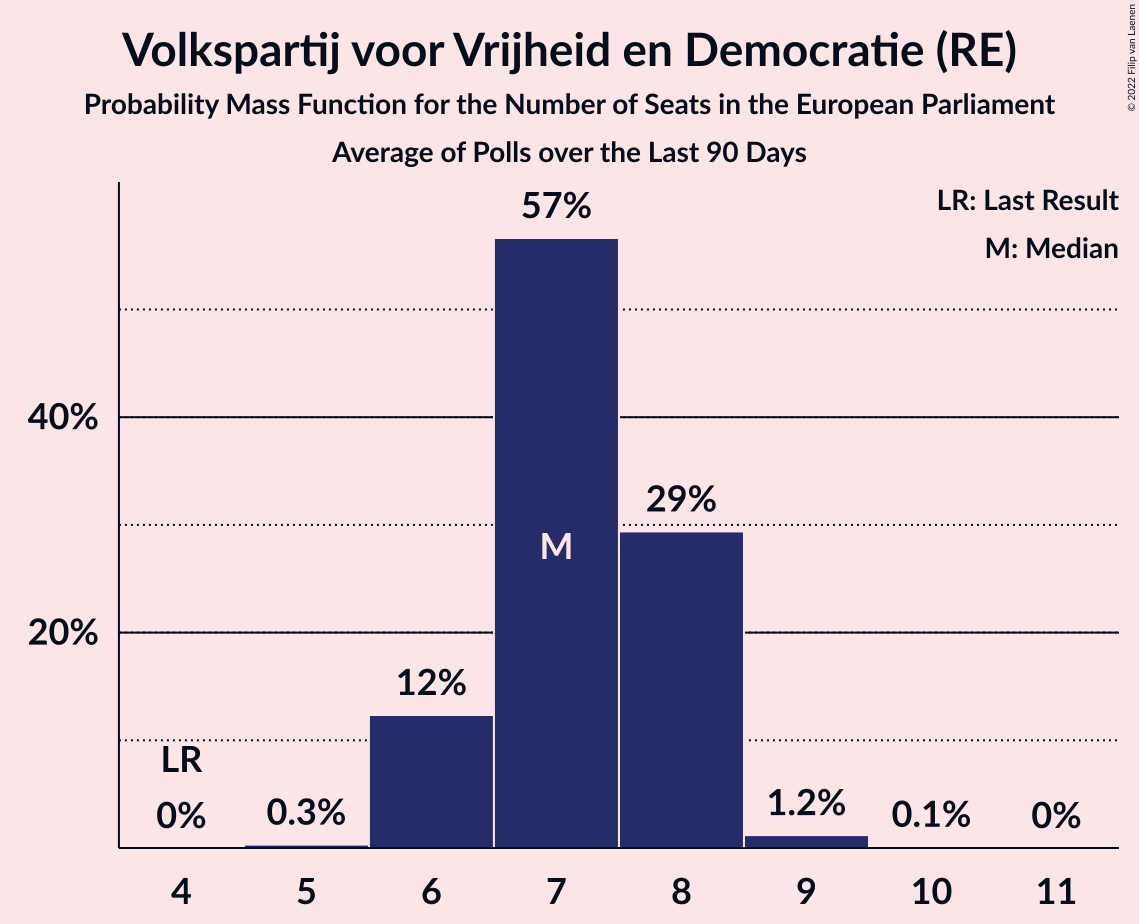 Volkspartij voor Vrijheid en Democratie (RE)
Probability Mass Function for the Number of Seats in the European Parliament
Average of Polls over the Last 90 Days
© 2022 Filip van Laenen
LR: Last Result
M: Median
57%
40%
29%
M
20%
12%
LR
0%
0.3%
1.2%
0.1%
0%
4 5 6 7 8 9 10 11